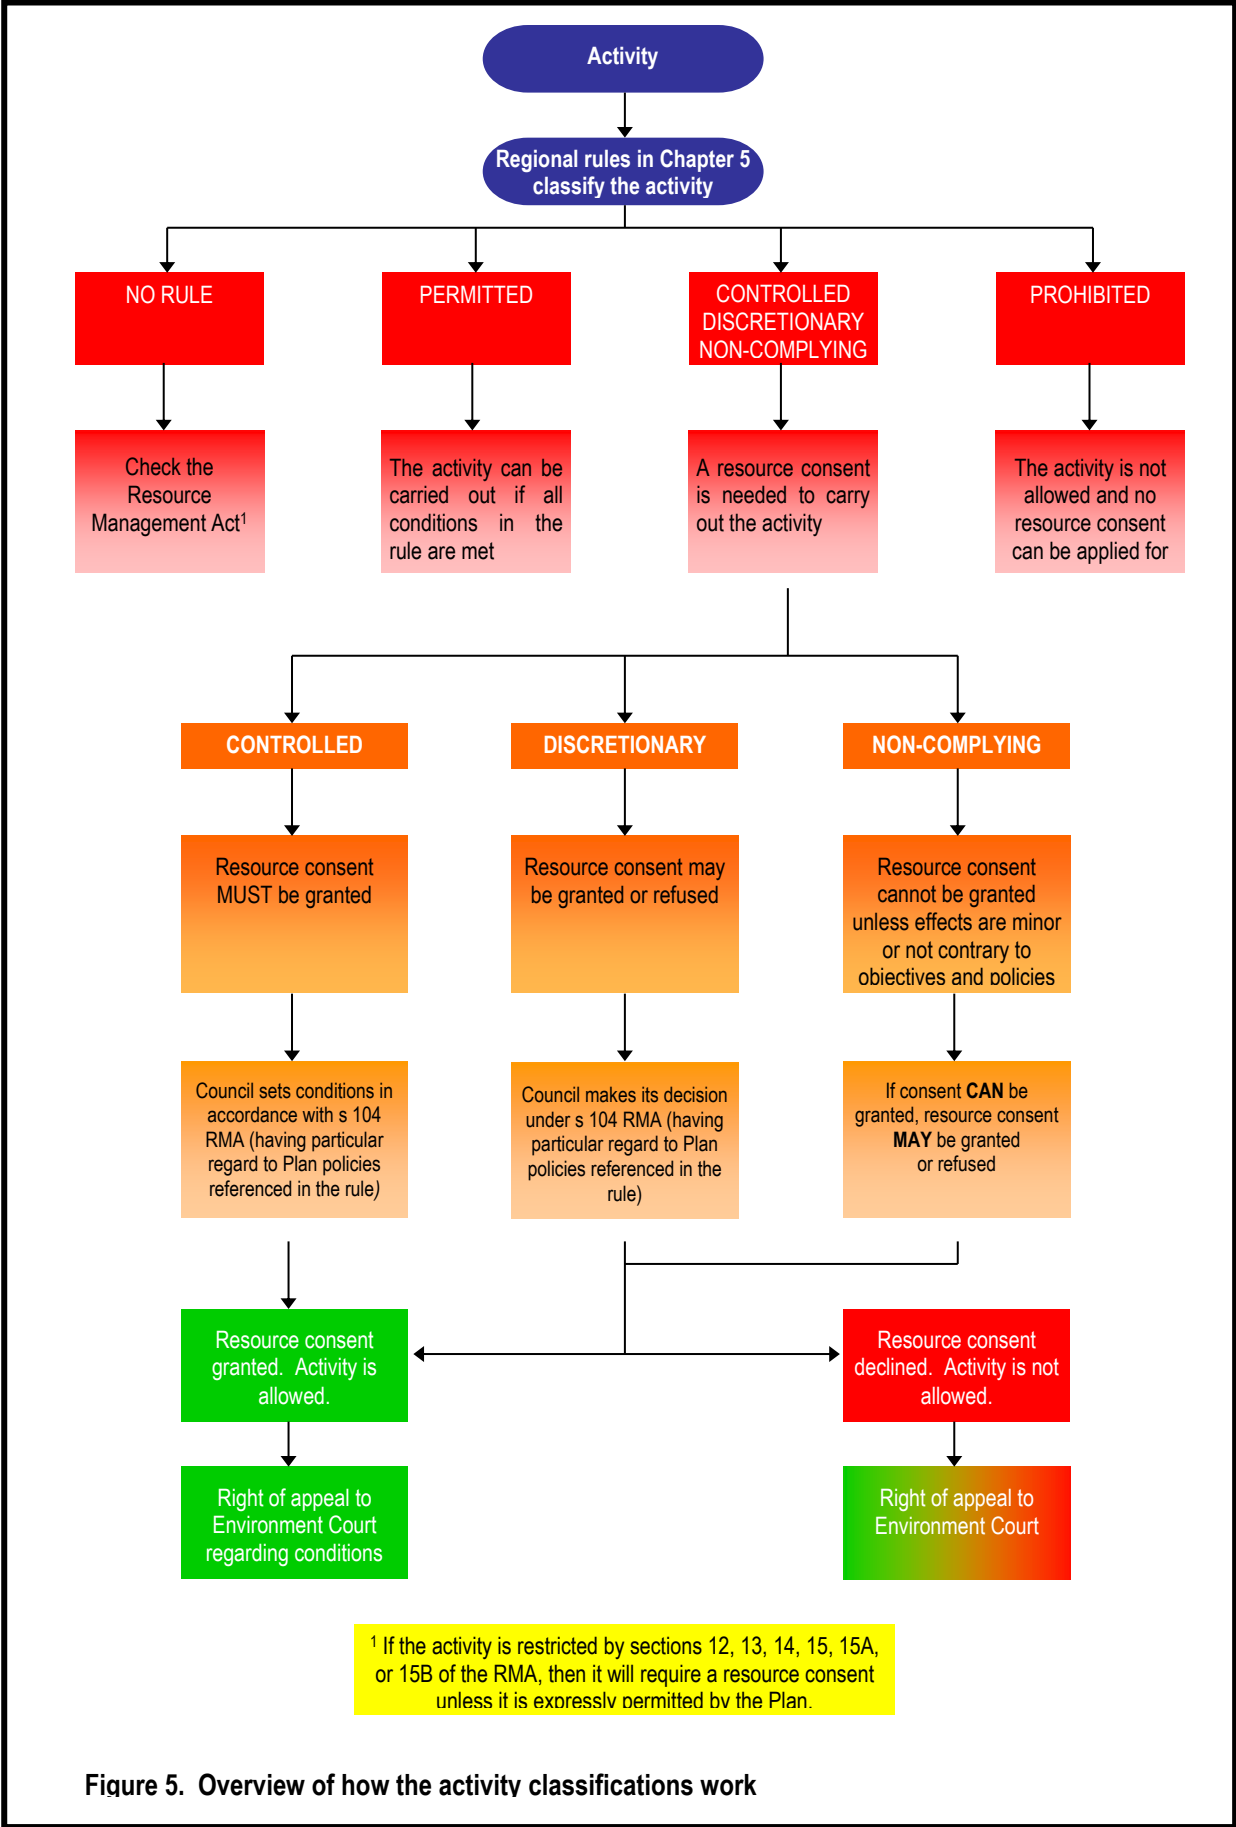 Activity
Regional rules in Chapter 5
classify the activity
NO RULE
PERMITTED
CONTROLLED
DISCRETIONARY
NON-COMPLYING
PROHIBITED
Check the
Resource
Management Act¹
The activity can be
carried out if all
conditions in the
rule are met
A resource consent
is needed to carry
out the activity
The activity is not
allowed and no
resource consent
can be applied for
CONTROLLED
DISCRETIONARY
NON-COMPLYING
Resource consent
MUST be granted
Resource consent may
be granted or refused
Resource consent
cannot be granted
unless effects are minor
or not contrary to
objectives and policies
Council sets conditions in
accordance with s 104
RMA (having particular
regard to Plan policies
referenced in the rule)
Council makes its decision
under s 104 RMA (having
particular regard to Plan
policies referenced in the
rule)
If consent CAN be
granted, resource consent
MAY be granted
or refused
Resource consent
granted. Activity is
allowed.
Resource consent
declined. Activity is not
allowed.
Right of appeal to
Environment Court
regarding conditions
Right of appeal to
Environment Court
¹ If the activity is restricted by sections 12, 13, 14, 15, 15A,
or 15B of the RMA, then it will require a resource consent
unless it is expressly permitted by the Plan.
Figure 5. Overview of how the activity classifications work